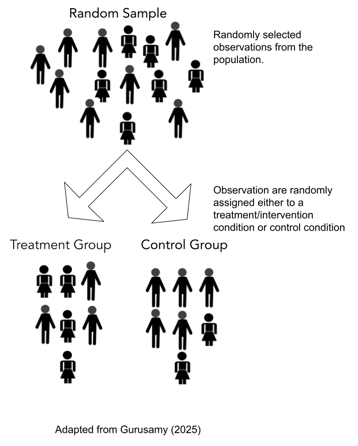 Random Sample
Randomly selected
observations from the
population.
Observation are randomly
assigned either to a
treatment/intervention
condition or control condition
Treatment Group
Control Group
Adapted from Gurusamy (2025)